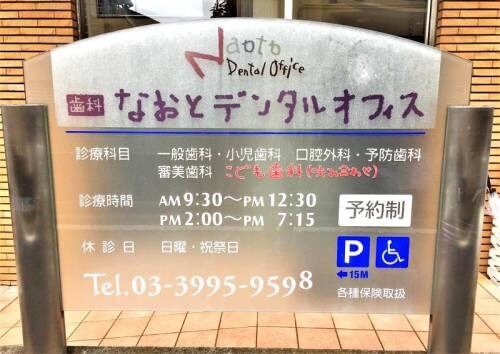 Naoto
Dental Office
歯科 なおとデンタルオフィス
診療科目 一般歯科・小児歯科 口腔外科・予防歯科
審美歯科 こども歯科
診療時間 AM 9:30～PM 12:30
PM 2:00～PM 7:15
予約制
休診日 日曜・祝祭日
P
←15M
Tel.03-3995-9598
各種保険取扱